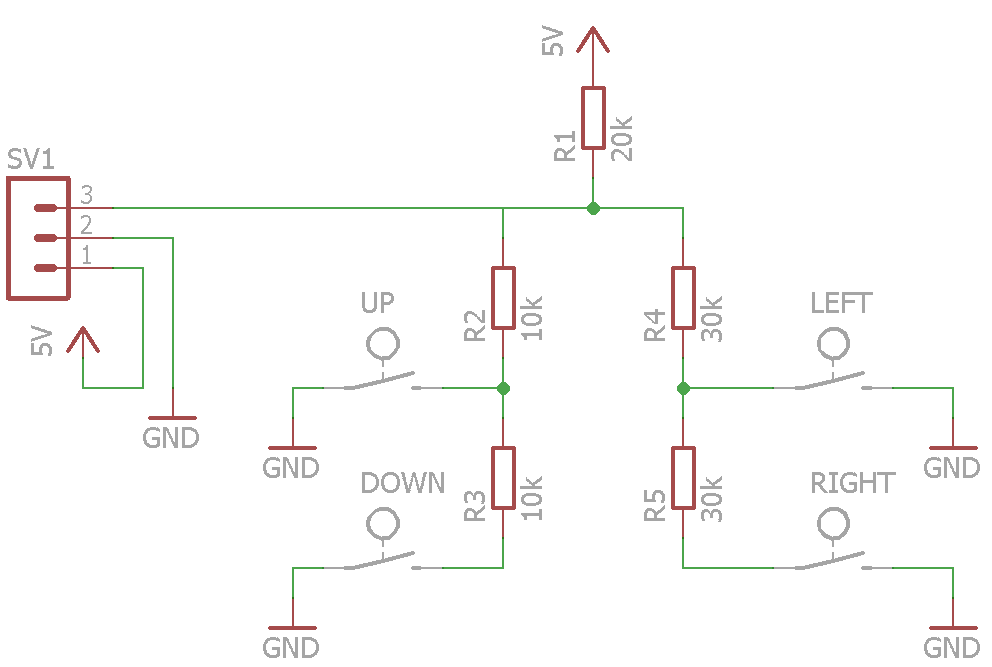 5V
R1
20k
SV1
3
2
1
5V
GND
UP
R2
10k
R4
30k
LEFT
GND
GND
DOWN
R3
10k
R5
30k
RIGHT
GND
GND